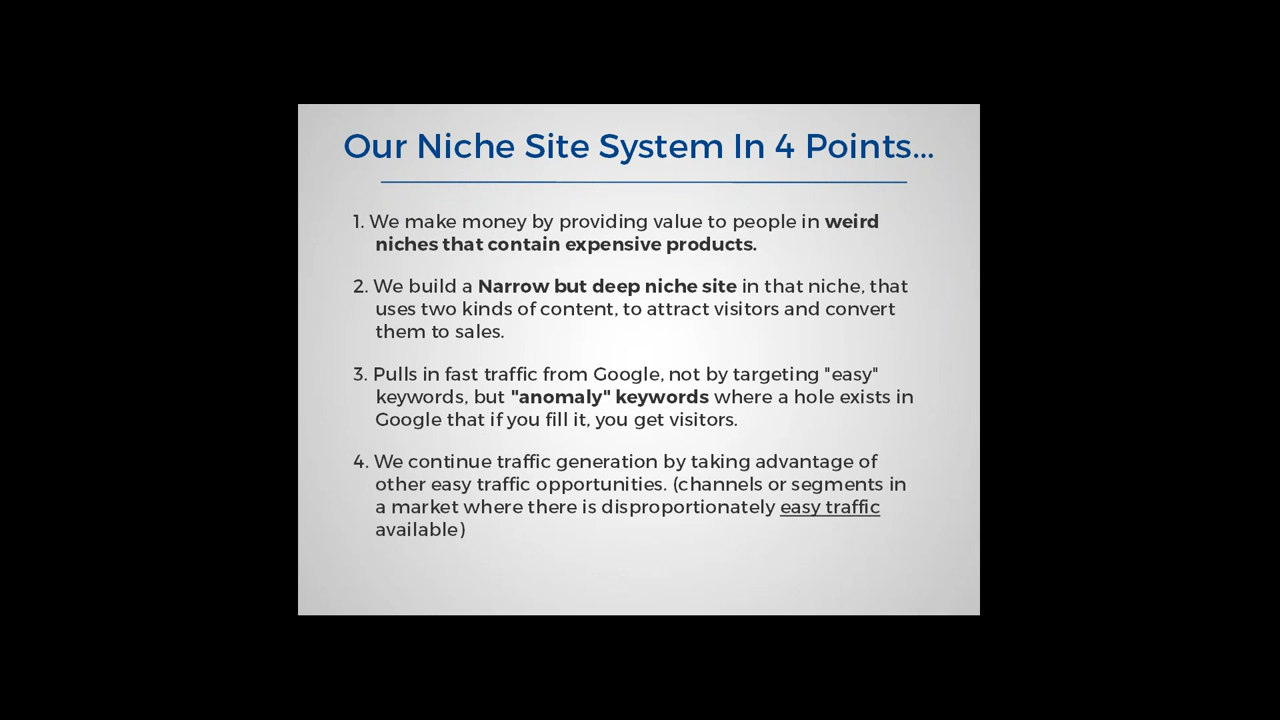 Our Niche Site System In 4 Points...
1. We make money by providing value to people in weird
niches that contain expensive products.
2. We build a Narrow but deep niche site in that niche, that
uses two kinds of content, to attract visitors and convert
them to sales.
3. Pulls in fast traffic from Google, not by targeting "easy"
keywords, but "anomaly" keywords where a hole exists in
Google that if you fill it, you get visitors.
4. We continue traffic generation by taking advantage of
other easy traffic opportunities. (channels or segments in
a market where there is disproportionately easy traffic
available)